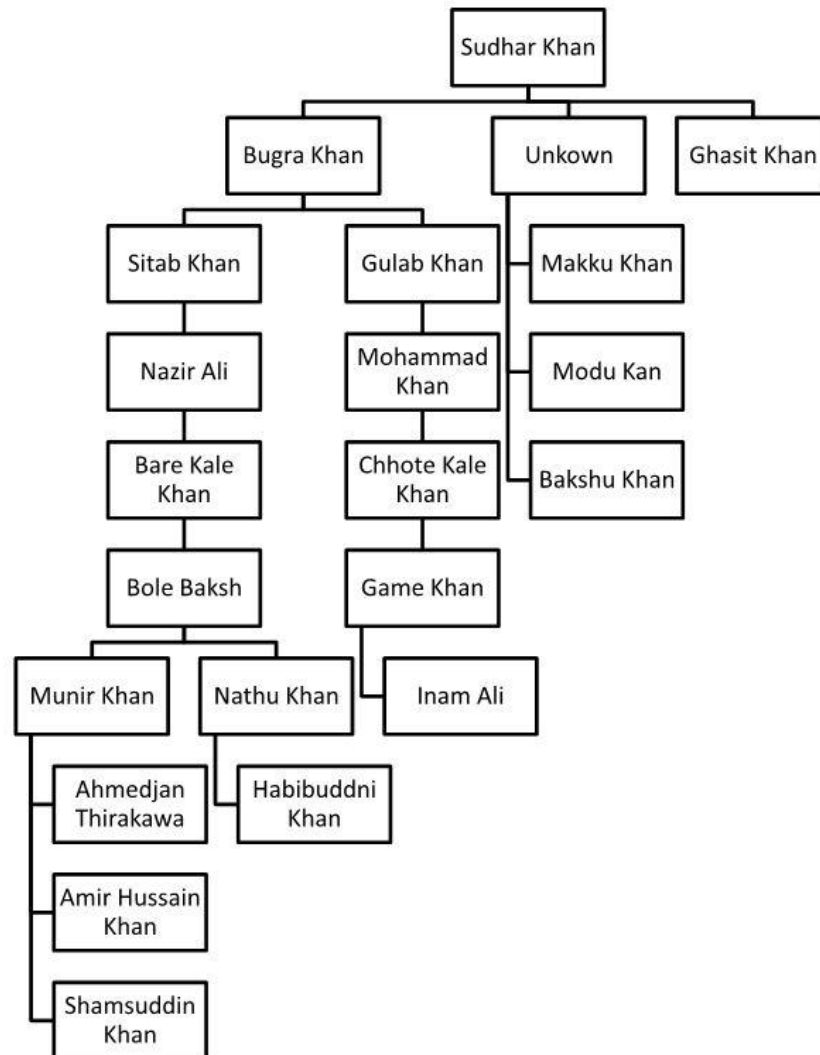 Sudhar Khan
Bugra Khan
Unkown
Ghasit Khan
Sitab Khan
Gulab Khan
Makku Khan
Nazir Ali
Mohammad
Khan
Modu Kan
Bare Kale
Khan
Chhote Kale
Khan
Bakshu Khan
Bole Baksh
Game Khan
Munir Khan
Nathu Khan
Inam Ali
Ahmedjan
Thirakawa
Habibuddni
Khan
Amir Hussain
Khan
Shamsuddin
Khan